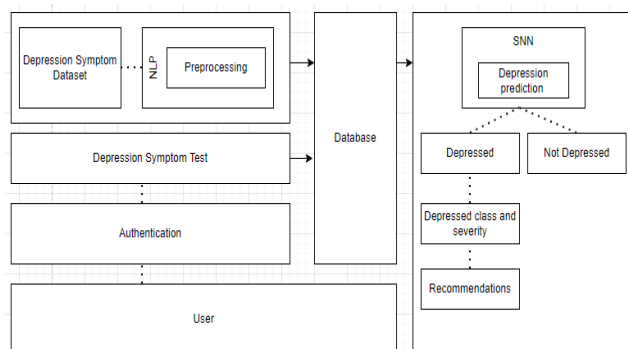 Depression Symptom
Dataset
NLP
Preprocessing
Depression Symptom Test
Authentication
User
Database
SNN
Depression
prediction
Depressed
Not Depressed
Depressed class and
severity
Recommendations